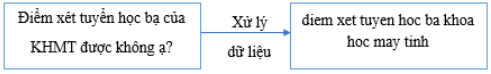 Điểm xét tuyển học bạ của
KHMT được không ạ?
Xử lý
dữ liệu
diem xet tuyen hoc ba khoa
hoc may tinh